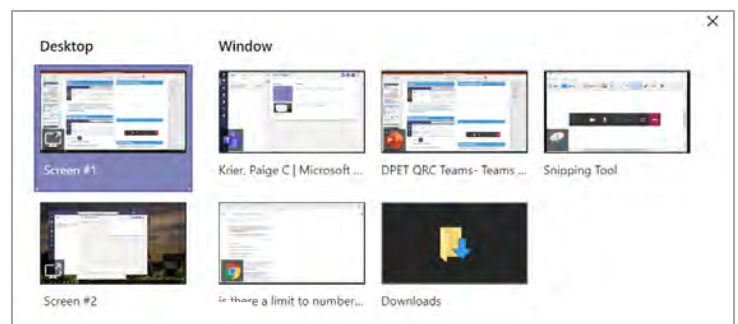 Desktop Window
Screen #1 Krier, Paige C | Microsoft ... DPET QRC Teams- Teams ... Snipping Tool
Screen #2 is there a limit to number... Downloads